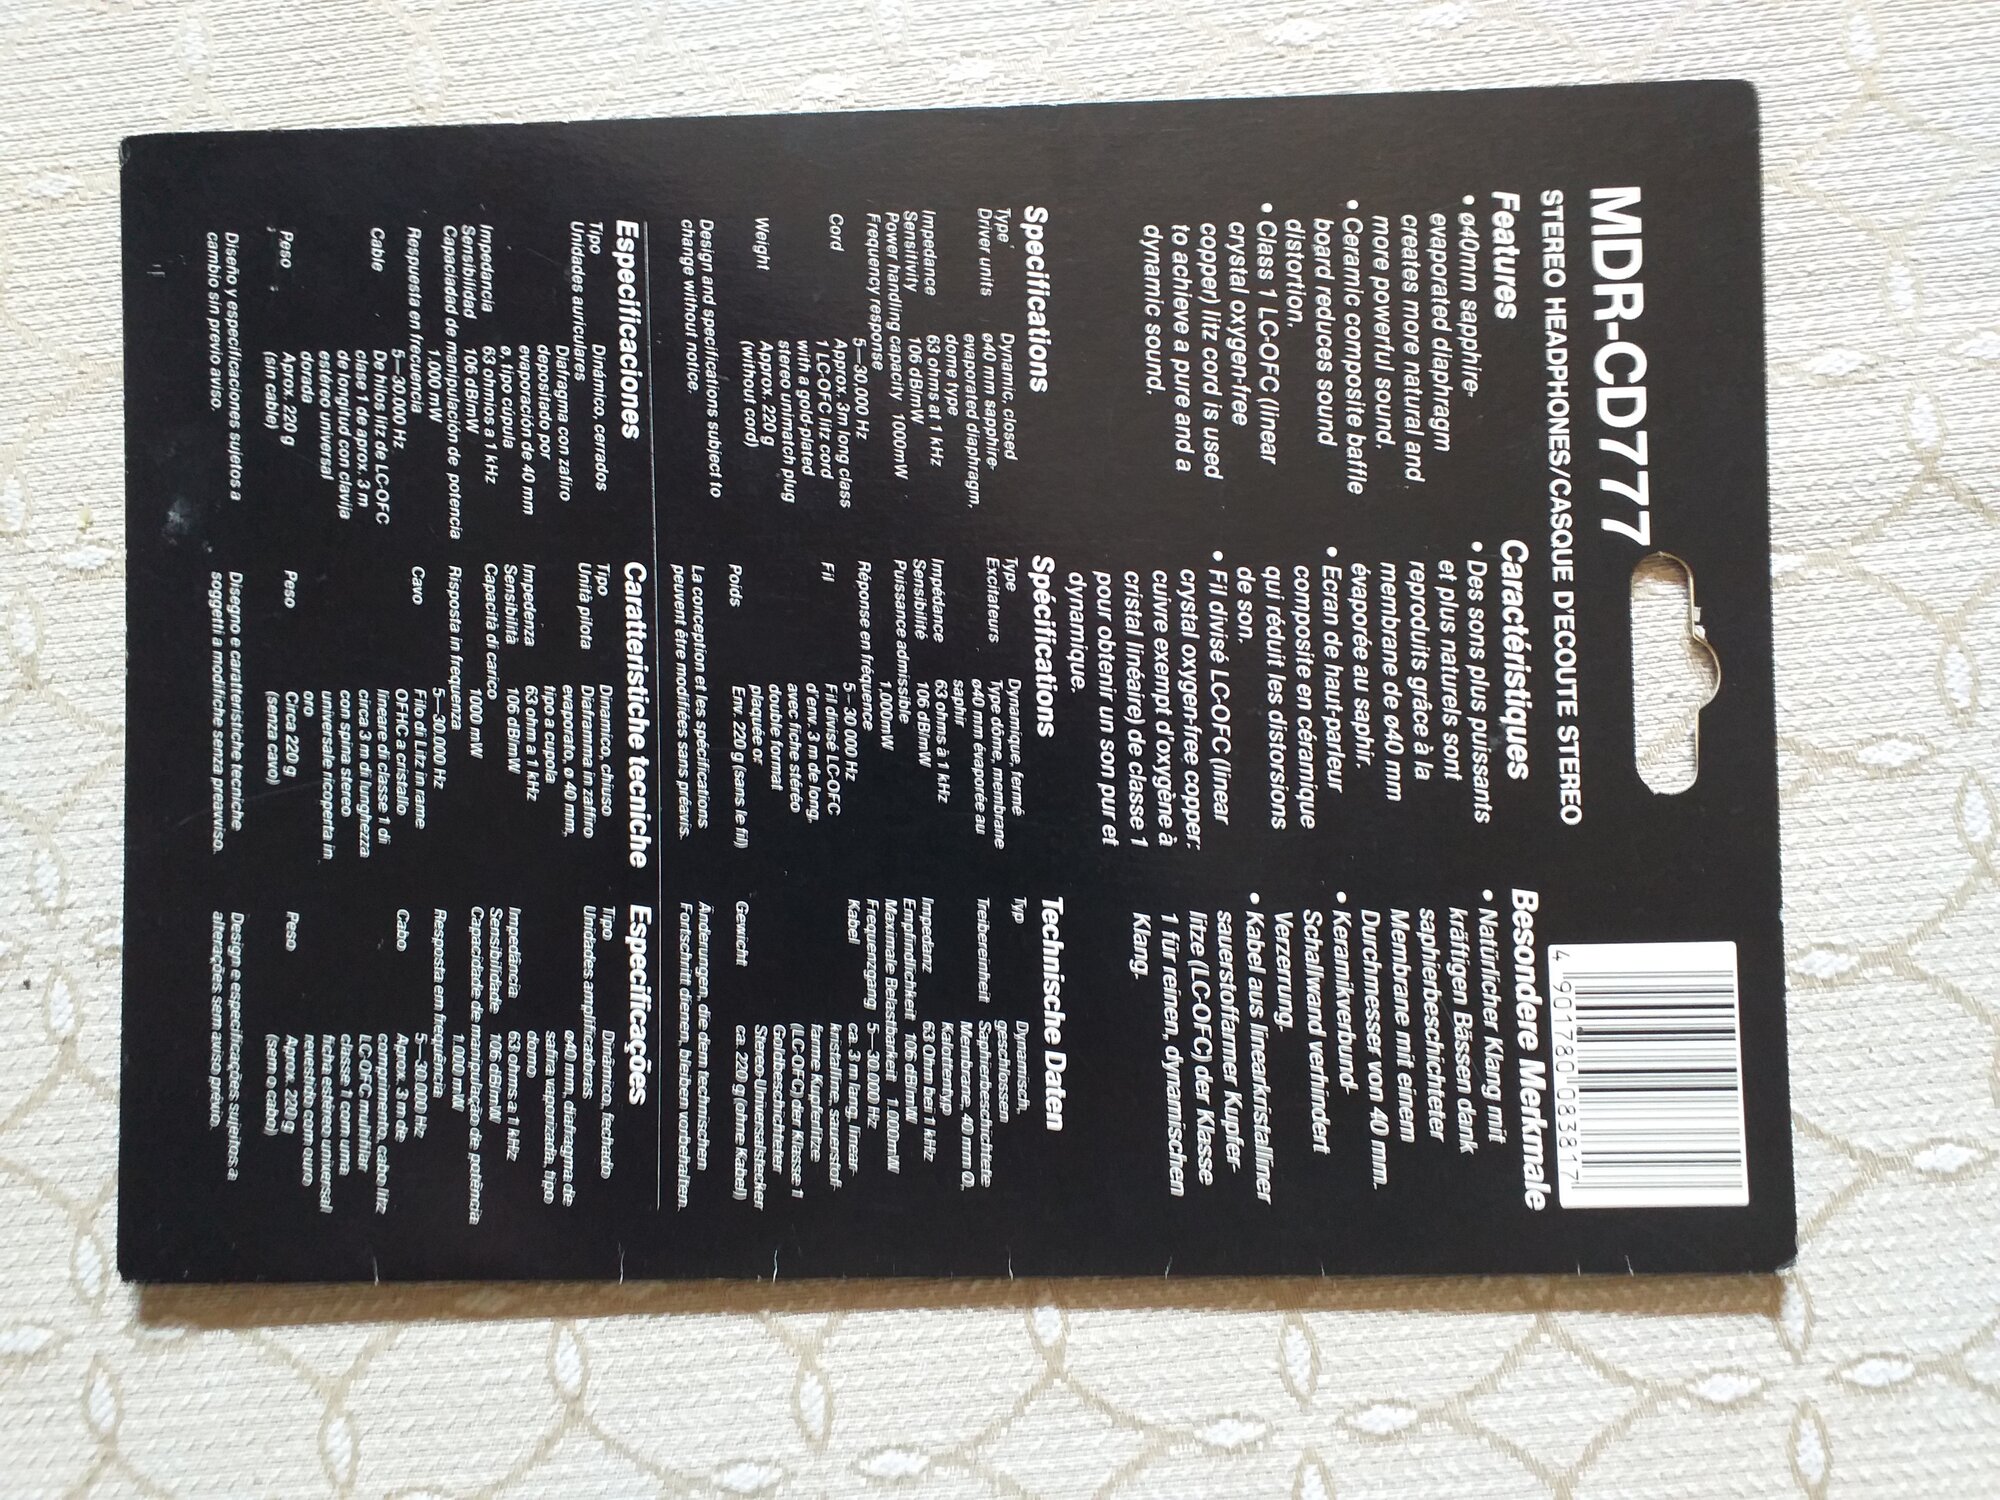 MDR-CD777
STEREO HEADPHONES/CASQUE D'ECOUTE STEREO
4 901780 083817
Features
• ø40mm sapphire-
evaporated diaphragm
creates more natural and
more powerful sound.
• Ceramic composite baffle
board reduces sound
distortion.
• Class 1 LC-OFC (linear
crystal oxygen-free
copper) litz cord is used
to achieve a pure and a
dynamic sound.
Caractéristiques
• Des sons plus puissants
et plus naturels sont
reproduits grâce à la
membrane de ø40 mm
évaporée au saphir.
• Ecran de haut-parleur
composite en céramique
qui réduit les distorsions
de son.
• Fil divisé LC-OFC (linear
crystal oxygen-free copper:
cuivre exempt d'oxygène à
cristal linéaire) de classe 1
pour obtenir un son pur et
dynamique.
Besondere Merkmale
• Natürlicher Klang mit
kräftigen Bässen dank
saphierbeschichteter
Membrane mit einem
Durchmesser von 40 mm.
• Keramikverbund-
Schallwand verhindert
Verzerrung.
• Kabel aus linearkristalliner
sauerstoffarmer Kupfer-
litze (LC-OFC) der Klasse
1 für reinen, dynamischen
Klang.
Specifications
Type Dynamic, closed
Driver units ø40 mm sapphire-
evaporated diaphragm,
dome type
Impedance 63 ohms at 1 kHz
Sensitivity 106 dB/mW
Power handling capacity 1000mW
Frequency response
5—30,000 Hz
Cord Approx. 3m long class
1 LC-OFC litz cord
with a gold-plated
stereo unimatch plug
Weight Approx. 220 g
(without cord)
Design and specifications subject to
change without notice.
Spécifications
Type Dynamique, fermé
Excitateurs Type dôme, membrane
ø40 mm évaporée au
saphir
Impédance 63 ohms à 1 kHz
Sensibilité 106 dB/mW
Puissance admissible
1,000mW
Réponse en fréquence
5—30 000 Hz
Fil Fil divisé LC-OFC
d'env. 3 m de long.
avec fiche stéréo
double format
plaquée or.
Poids Env. 220 g (sans le fil)
La conception et les spécifications
peuvent être modifiées sans préavis.
Technische Daten
Typ Dynamisch,
geschlossen
Treibereinheit Saphierbeschichtete
Membrane, 40 mm Ø,
Kalottentyp
Impedanz 63 Ohm bei 1 kHz
Empfindlichkeit 106 dB/mW
Maximale Belastbarkeit 1.000mW
Frequenzgang 5—30.000 Hz
Kabel ca. 3 m lang, linear-
kristalline, sauerstoff-
arme Kupferlitze
(LC-OFC) der Klasse 1
Goldbeschichteter
Stereo-Universalstecker
Gewicht ca. 220 g (ohne Kabel)
Änderungen, die dem technischen
Fortschritt dienen, bleiben vorbehalten.
Especificaciones
Tipo Dinámico, cerrados
Unidades auriculares
Diafragma con zafiro
depositado por
evaporación de 40 mm
ø, tipo cúpula
Impedancia 63 ohmios a 1 kHz
Sensibilidad 106 dB/mW
Capaciadad de manipulación de potencia
1,000 mW
Respuesta en frecuencia
5—30.000 Hz
Cable De hilos litz de LC-OFC
clase 1 de aprox. 3 m
de longitud con clavija
estéreo universal
dorada
Peso Aprox. 220 g
(sin cable)
Diseño y especificaciones sujetos a
cambio sin previo aviso.
Caratteristiche tecniche
Tipo Dinamico, chiuso
Unità pilota Diaframma in zaffiro
evaporato, ø 40 mm,
tipo a cupola
Impedenza 63 ohm a 1 kHz
Sensibilità 106 dB/mW
Capacità di carico
1000 mW
Risposta in frequenza
5—30.000 Hz
Cavo Filo di Litz in rame
OFHC a cristallo
lineare di classe 1 di
circa 3 m di lunghezza
con spina stereo
universale ricoperta in
oro
Peso Circa 220 g
(senza cavo)
Disegno e caratteristiche tecniche
soggetti a modifiche senza preavviso.
Especificações
Tipo Dinâmico, fechado
Unidades amplificadoras
ø40 mm, diafragma de
safira vaporizada, tipo
domo
Impedância 63 ohms a 1 kHz
Sensibilidade 106 dB/mW
Capacidade de manipulação de potência
1.000 mW
Resposta em frequência
5—30.000 Hz
Cabo Aprox. 3 m de
comprimento, cabo litz
LC-OFC
classe 1 com uma
ficha estéreo universal
revestido com ouro
Peso Aprox. 220 g
(sem o cabo)
Design e especificações sujeitos a
alterações sem aviso prévio.